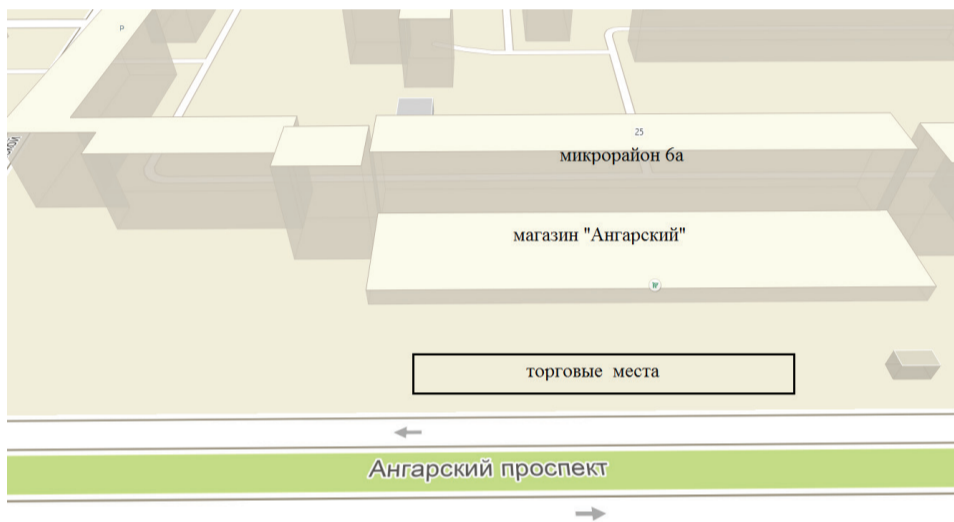 P
25
микрорайон 6а
магазин "Ангарский"
торговые места
Ангарский проспект